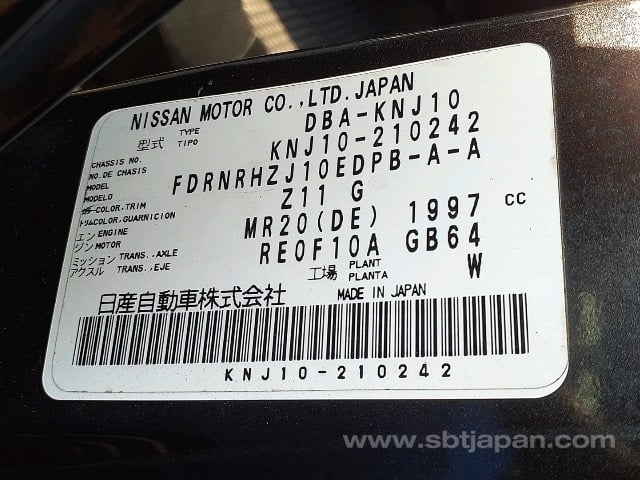 NISSAN MOTOR CO.,LTD.JAPAN
型式 TYPE TIPO DBA-KNJ10
CHASSIS NO. NO.DE CHASIS KNJ10-210242
MODEL MODELO FDRNRHZJ10EDPB-A-A
COLOR,TRIM COLOR,GUARNICION Z11 G
エンジン ENGINE MOTOR MR20(DE) 1997 CC
ミッション アクスル TRANS.,AXLE TRANS.,EJE RE0F10A GB64
工場 PLANT PLANTA W
日産自動車株式会社 MADE IN JAPAN
KNJ10-210242
www.sbtjapan.com